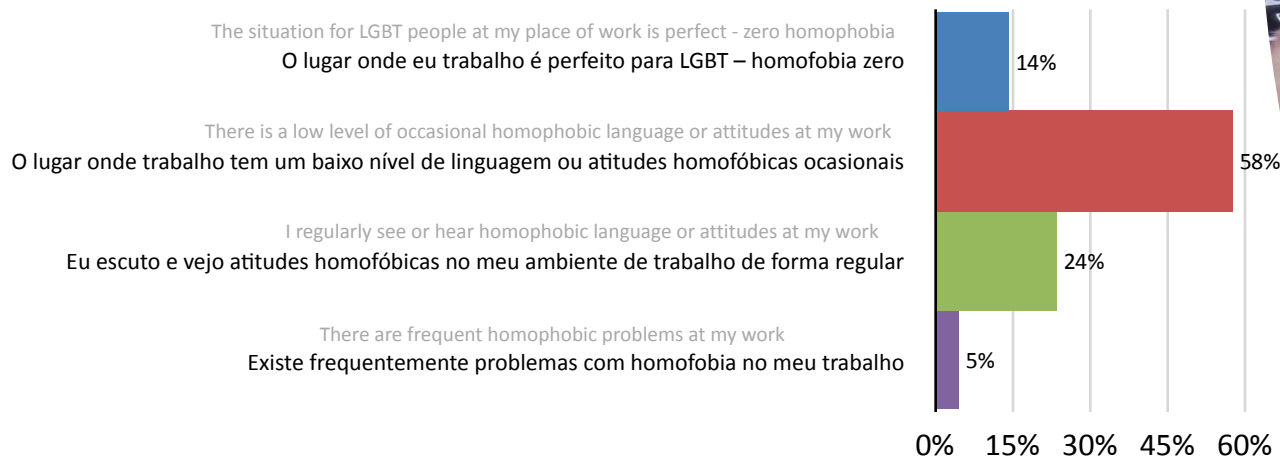 The situation for LGBT people at my place of work is perfect - zero homophobia
O lugar onde eu trabalho é perfeito para LGBT – homofobia zero
14%
There is a low level of occasional homophobic language or attitudes at my work
O lugar onde trabalho tem um baixo nível de linguagem ou atitudes homofóbicas ocasionais
58%
I regularly see or hear homophobic language or attitudes at my work
Eu escuto e vejo atitudes homofóbicas no meu ambiente de trabalho de forma regular
24%
There are frequent homophobic problems at my work
Existe frequentemente problemas com homofobia no meu trabalho
5%
0% 15% 30% 45% 60%